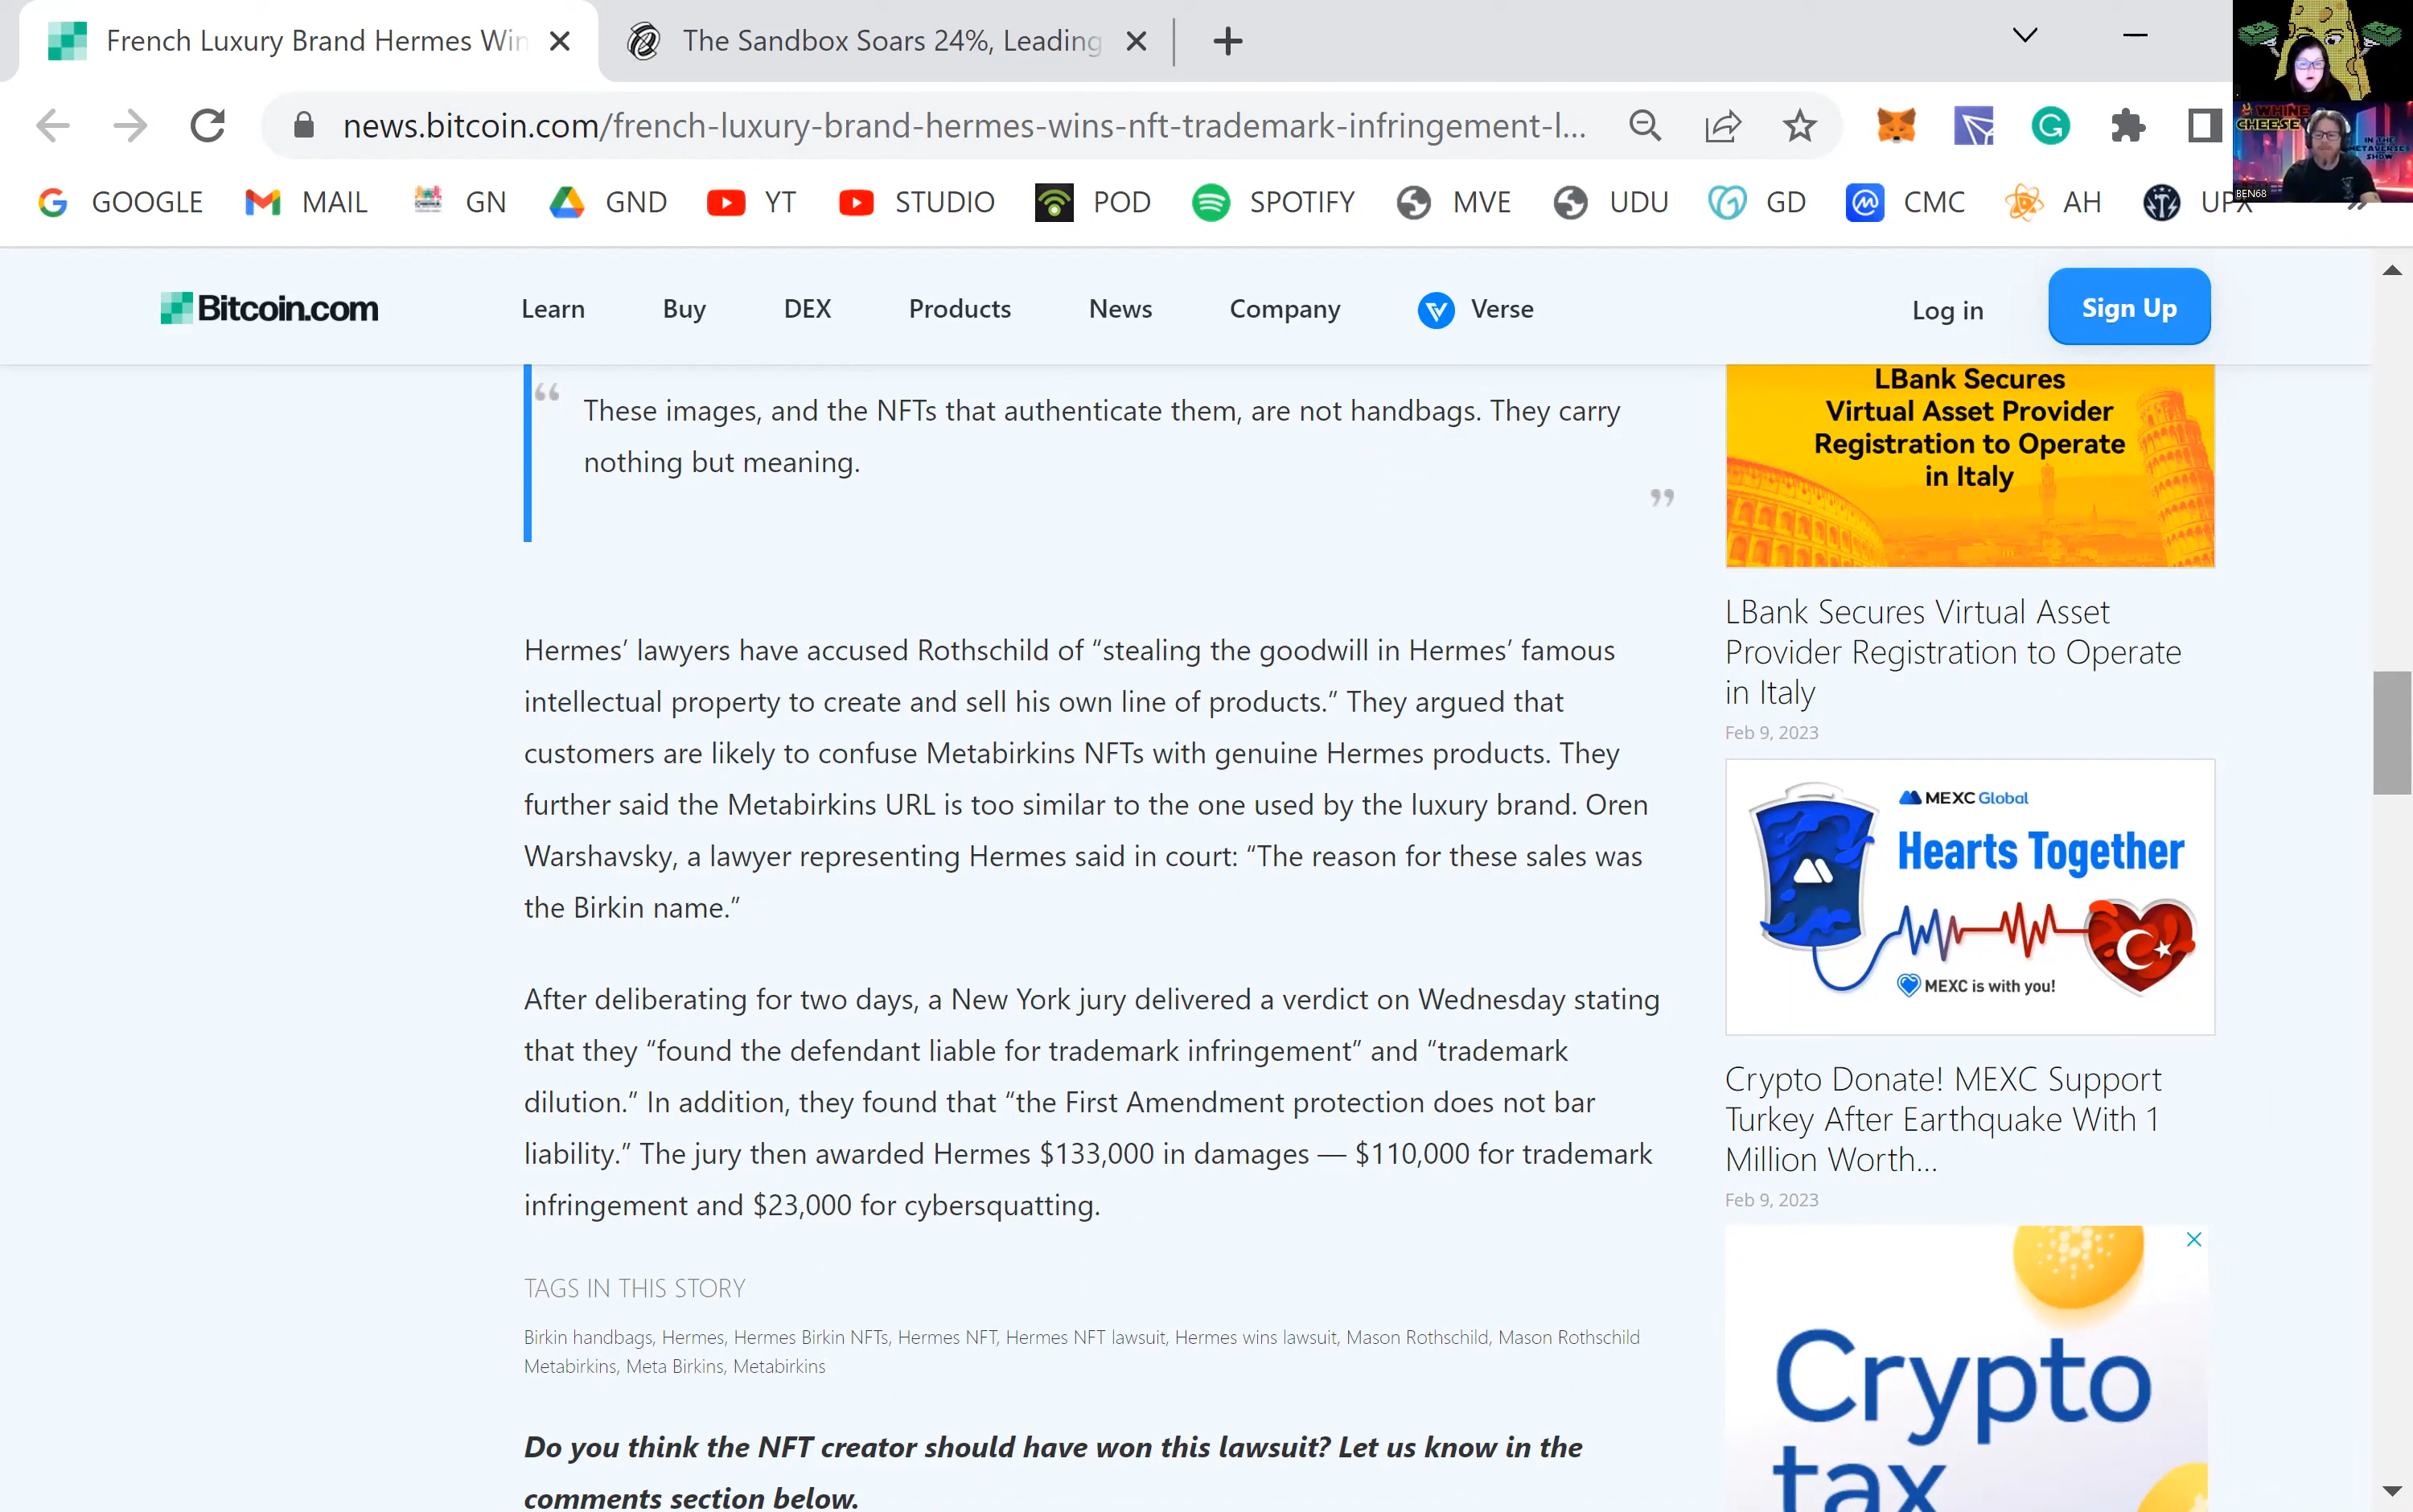 French Luxury Brand Hermes Win
The Sandbox Soars 24%, Leading
news.bitcoin.com/french-luxury-brand-hermes-wins-nft-trademark-infringement-l...
GOOGLE MAIL GN GND YT STUDIO POD SPOTIFY MVE UDU GD CMC AH UPX
WHINE
CHEESE
IN THE
METAVERSE
SHOW
BEN68
Bitcoin.com
Learn Buy DEX Products News Company Verse
Log in Sign Up
“ These images, and the NFTs that authenticate them, are not handbags. They carry
nothing but meaning.
”
Hermes’ lawyers have accused Rothschild of “stealing the goodwill in Hermes’ famous
intellectual property to create and sell his own line of products.” They argued that
customers are likely to confuse Metabirkins NFTs with genuine Hermes products. They
further said the Metabirkins URL is too similar to the one used by the luxury brand. Oren
Warshavsky, a lawyer representing Hermes said in court: “The reason for these sales was
the Birkin name.”
After deliberating for two days, a New York jury delivered a verdict on Wednesday stating
that they “found the defendant liable for trademark infringement” and “trademark
dilution.” In addition, they found that “the First Amendment protection does not bar
liability.” The jury then awarded Hermes $133,000 in damages — $110,000 for trademark
infringement and $23,000 for cybersquatting.
TAGS IN THIS STORY
Birkin handbags, Hermes, Hermes Birkin NFTs, Hermes NFT, Hermes NFT lawsuit, Hermes wins lawsuit, Mason Rothschild, Mason Rothschild
Metabirkins, Meta Birkins, Metabirkins
Do you think the NFT creator should have won this lawsuit? Let us know in the
comments section below.
LBank Secures
Virtual Asset Provider
Registration to Operate
in Italy
LBank Secures Virtual Asset
Provider Registration to Operate
in Italy
Feb 9, 2023
MEXC Global
Hearts Together
MEXC is with you!
Crypto Donate! MEXC Support
Turkey After Earthquake With 1
Million Worth...
Feb 9, 2023
Crypto
tax